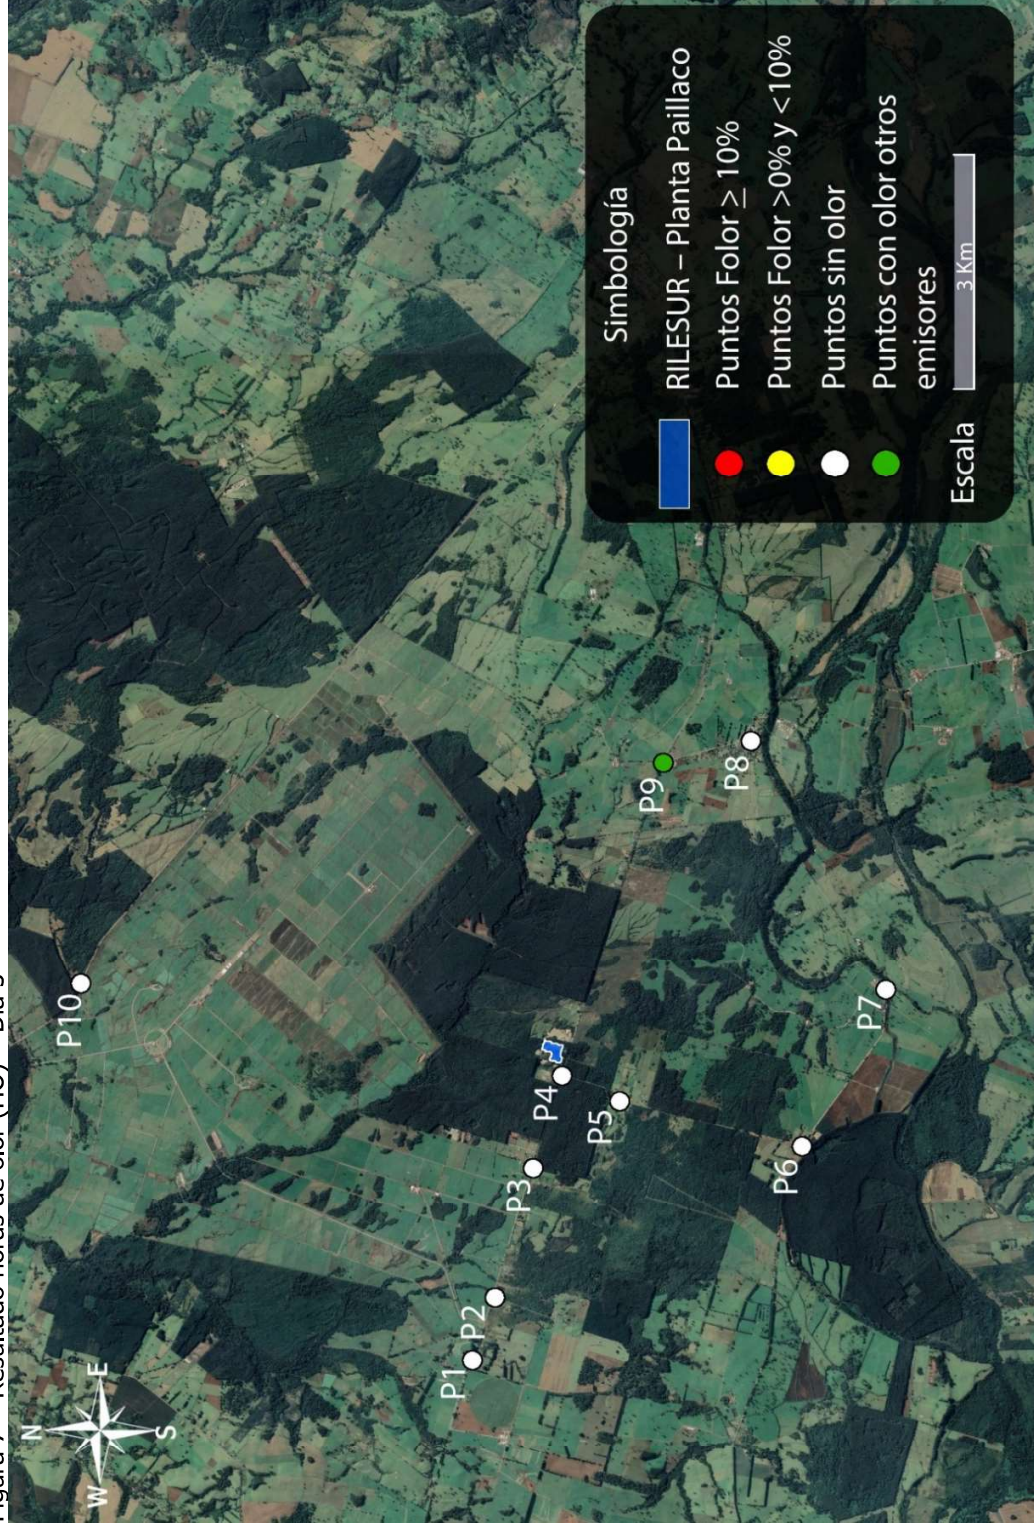 P10
P1
P2
P3
P4
P5
P6
P7
P8
P9
N
W
E
S
Simbología
RILESUR – Planta Paillaco
Puntos Folor ≥ 10%
Puntos Folor >0% y <10%
Puntos sin olor
Puntos con olor otros
emisores
Escala
3 Km